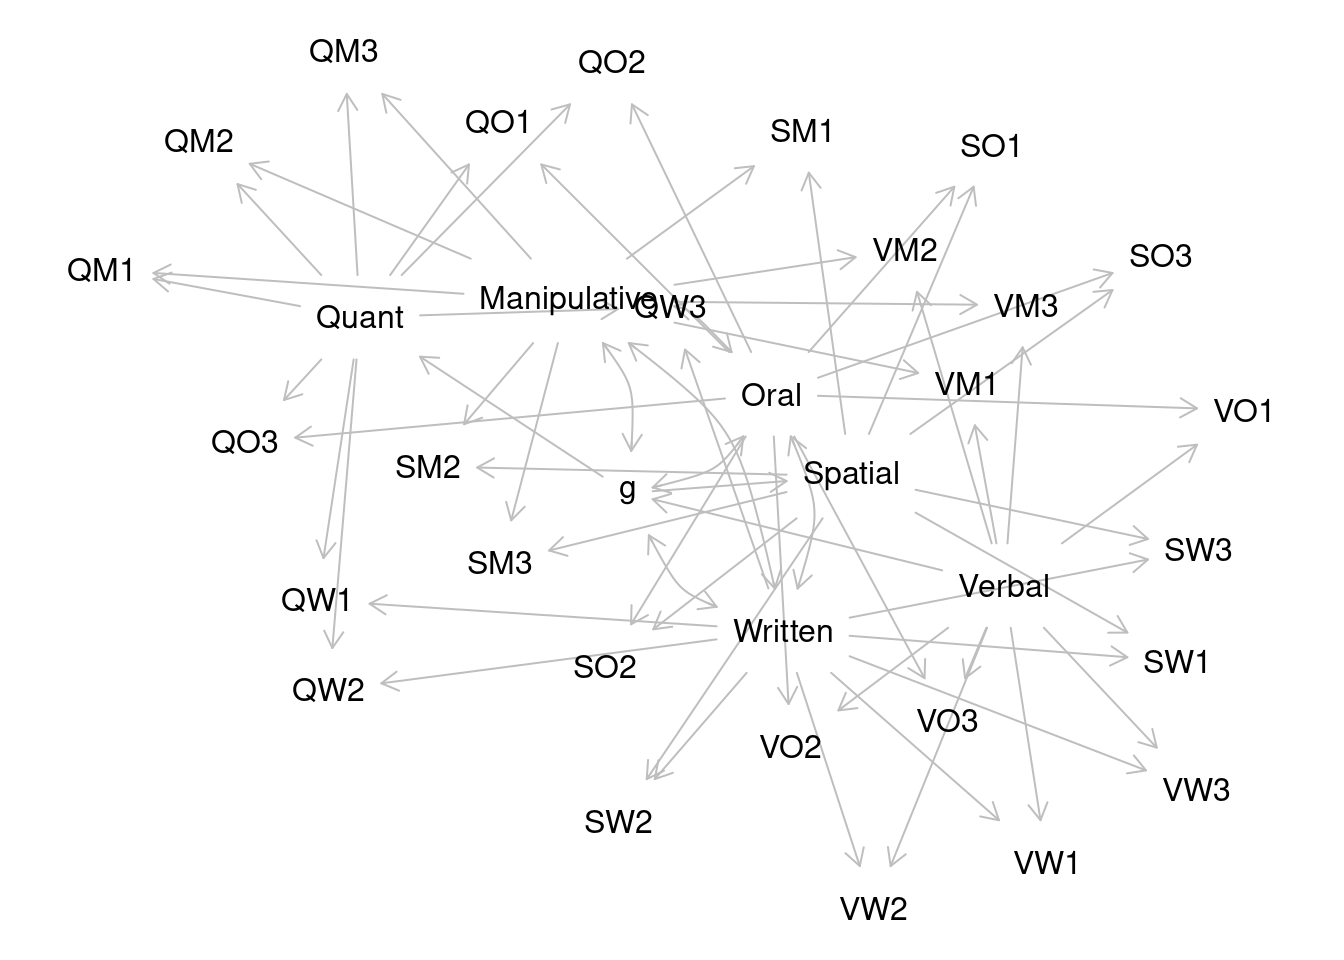 QM3
QO2
QO1
SM1
QM2
SO1
VM2
SO3
QM1
Manipulative
QW3
VM3
Quant
VM1
Oral
VO1
QO3
SM2
Spatial
g
SW3
SM3
Verbal
QW1
Written
SW1
SO2
QW2
VO3
VO2
VW3
SW2
VW1
VW2